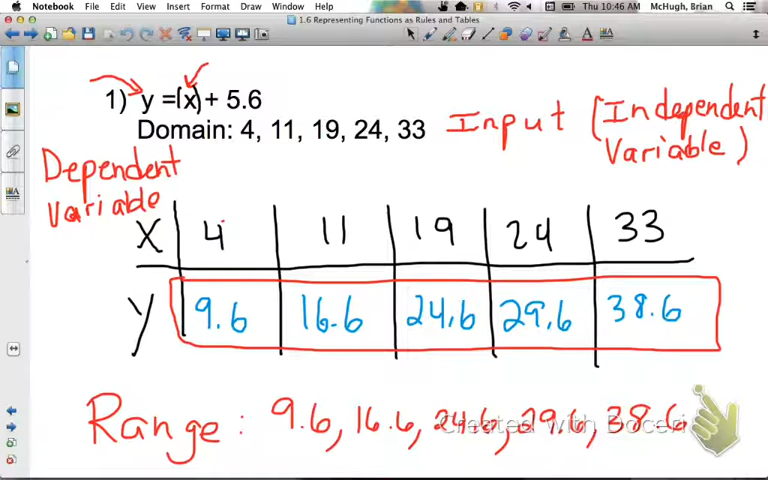 Notebook File Edit View Insert Format Draw Window Help Thu 10:46 AM McHugh, Brian
1.6 Representing Functions as Rules and Tables
1) y =(x)+ 5.6
Domain: 4, 11, 19, 24, 33
Input (Independent
Variable)
Dependent
Variable
X 4 11 19 24 33
y 9.6 16.6 24.6 29.6 38.6
Range: 9.6, 16.6, 24.6, 29.6, 38.6
Created with Doceri